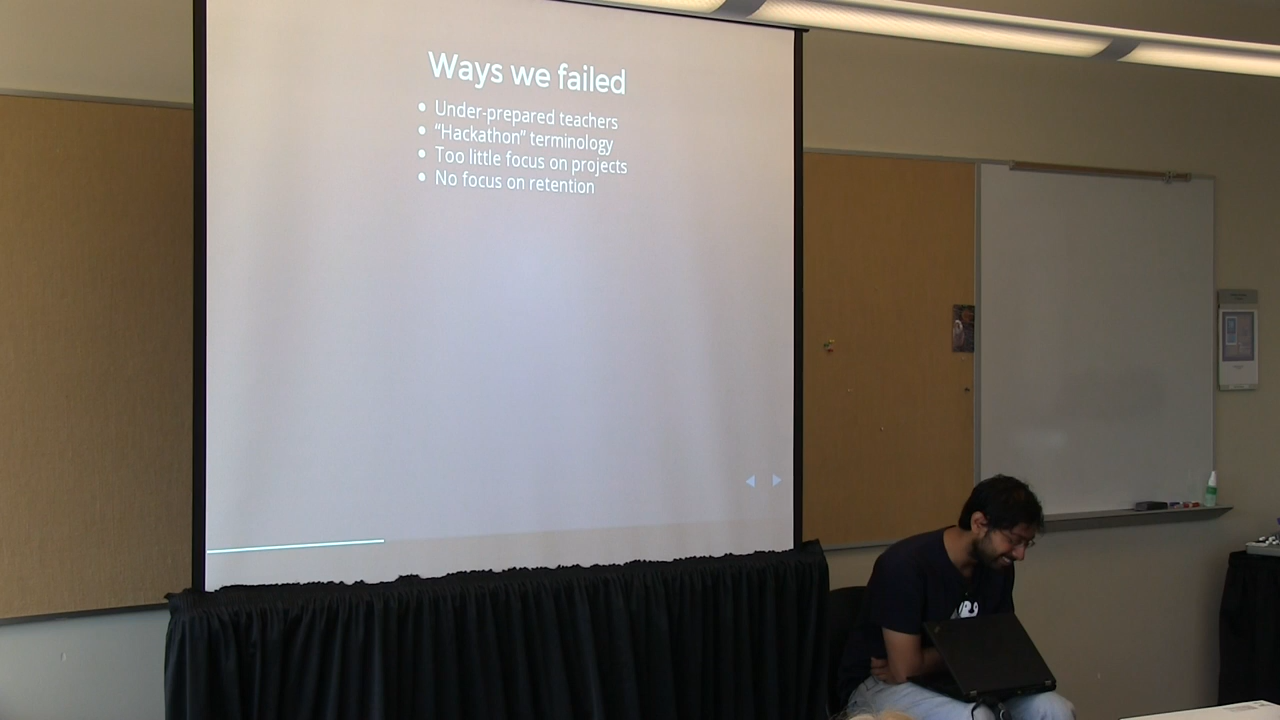 Ways we failed
• Under-prepared teachers
• “Hackathon” terminology
• Too little focus on projects
• No focus on retention